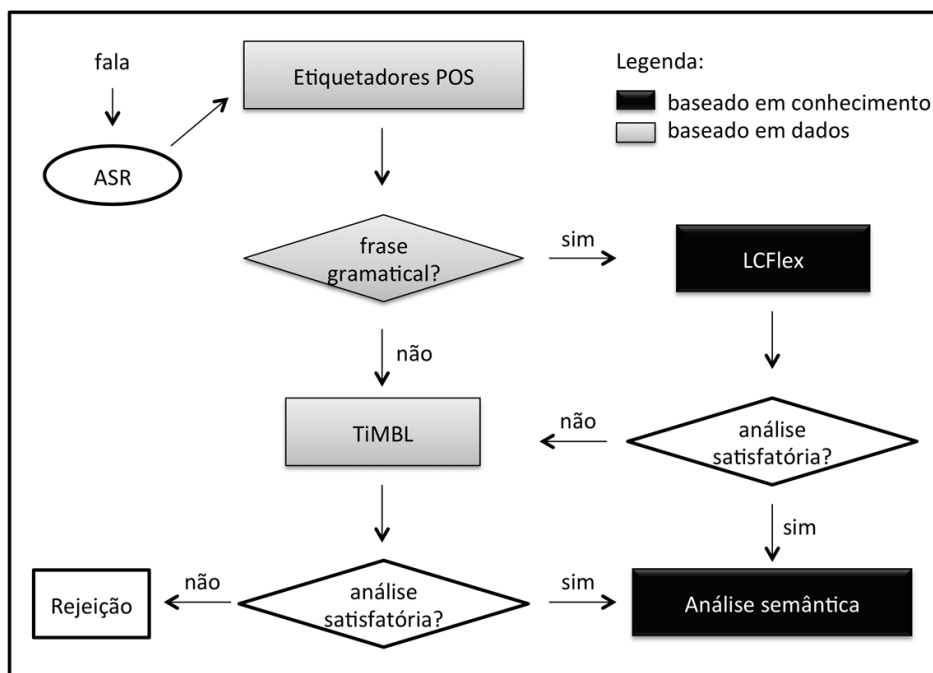 fala
Etiquetadores POS
Legenda:
baseado em conhecimento
baseado em dados
ASR
frase
gramatical?
sim
LCFlex
não
TiMBL
não
análise
satisfatória?
sim
Rejeição
não
análise
satisfatória?
sim
Análise semântica